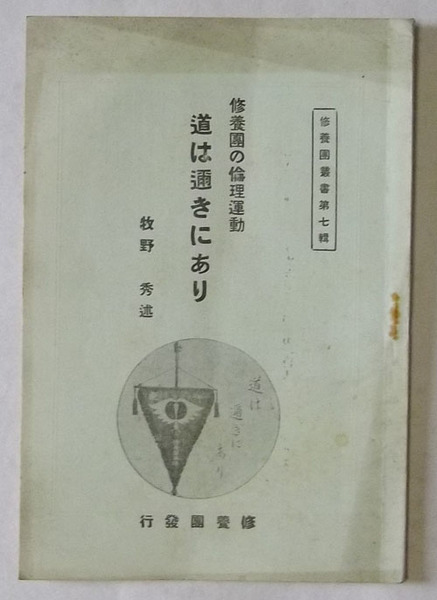 修養團叢書第七輯
修養團の倫理運動
道は邇きにあり
牧野 秀述
道は
邇きに
あり
修養團發行